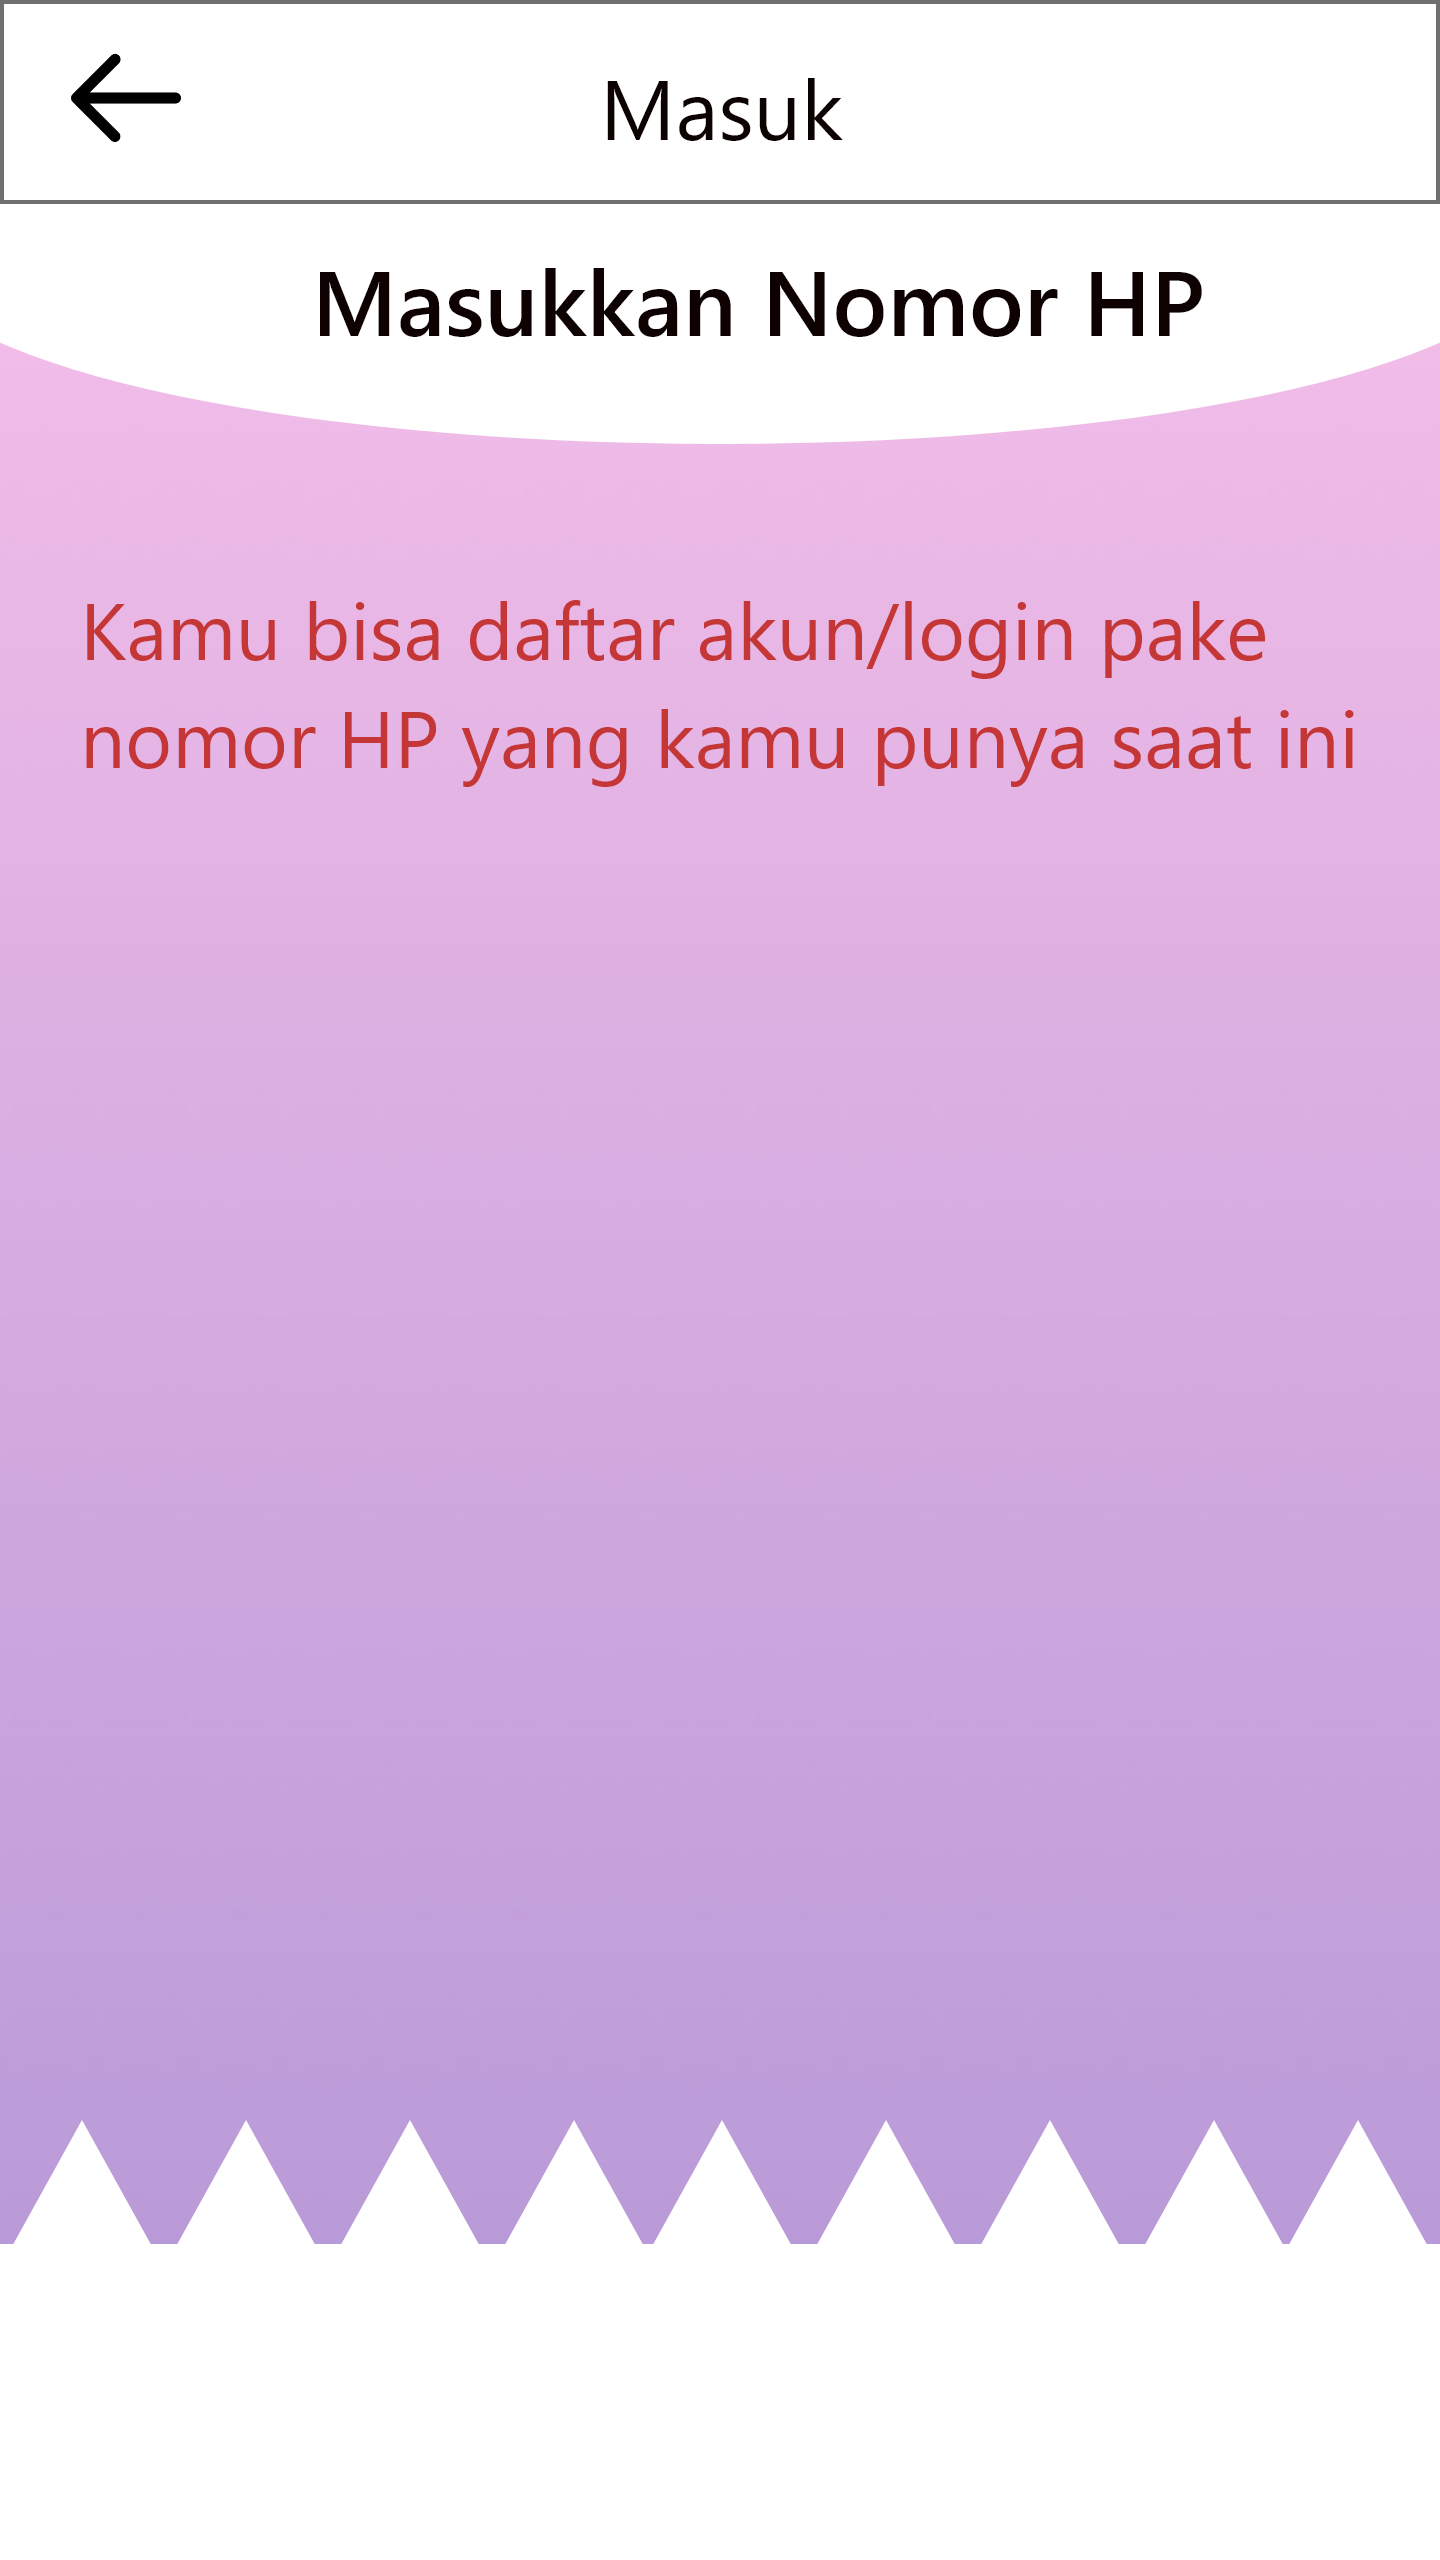 Masuk
Masukkan Nomor HP
Kamu bisa daftar akun/login pake
nomor HP yang kamu punya saat ini